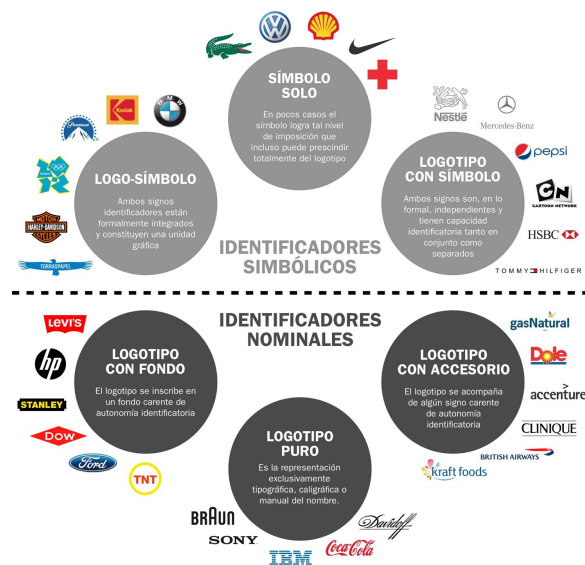 SÍMBOLO
SOLO
En pocos casos el
símbolo logra tal nivel
de imposición que
incluso puede prescindir
totalmente del logotipo
Kodak
BMW
Paramount
LOGO-SÍMBOLO
Ambos signos
identificadores están
formalmente integrados
y constituyen una unidad
gráfica
MOTOR
HARLEY-DAVIDSON
CYCLES
TORRASPAPEL
Nestlē
Mercedes-Benz
pepsi
CN
CARTOON NETWORK
HSBC
TOMMY HILFIGER
LOGOTIPO
CON SÍMBOLO
Ambos signos son, en lo
formal, independientes y
tienen capacidad
identificatoria tanto en
conjunto como
separados
IDENTIFICADORES
SIMBÓLICOS
IDENTIFICADORES
NOMINALES
LEVI'S
hp
STANLEY
DOW
Ford
TNT
LOGOTIPO
CON FONDO
El logotipo se inscribe en
un fondo carente de
autonomía identificatoria
LOGOTIPO
CON ACCESORIO
El logotipo se acompaña
de algún signo carente
de autonomía
identificatoria
gasNatural
Dole
accenture
CLINIQUE
BRITISH AIRWAYS
kraft foods
LOGOTIPO
PURO
Es la representación
exclusivamente
tipográfica, caligráfica o
manual del nombre.
BRAUN
SONY
IBM
Coca-Cola
Davidoff